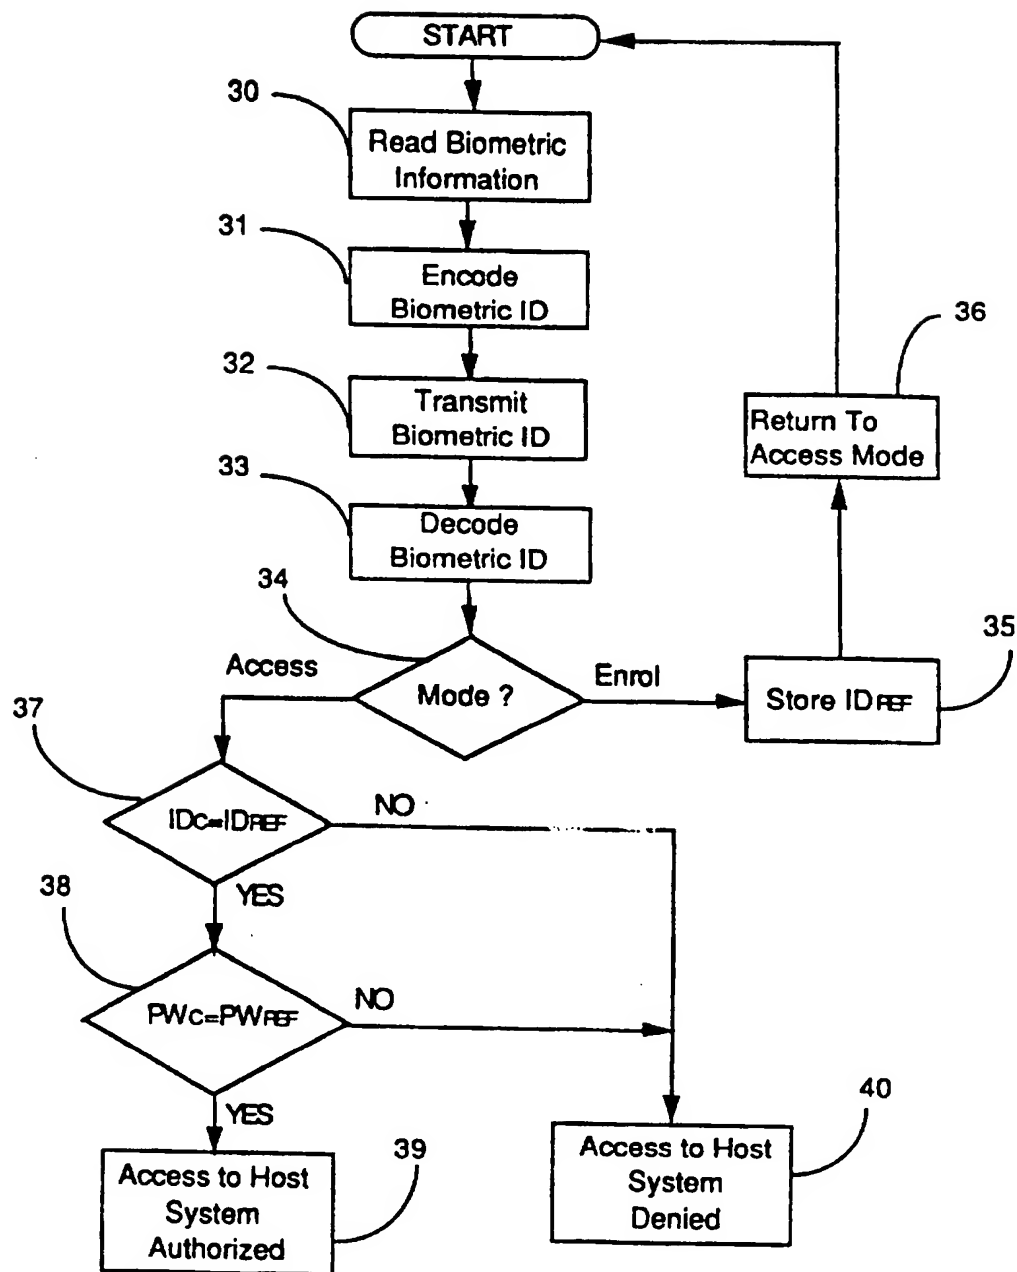 START
30
Read Biometric
Information
31
Encode
Biometric ID
36
32
Transmit
Biometric ID
Return To
Access Mode
33
Decode
Biometric ID
34
35
Access
Enrol
Mode ?
Store IDREF
37
NO
IDC=IDREF
YES
38
NO
PWC=PWREF
YES
40
39
Access to Host
System
Authorized
Access to Host
System
Denied